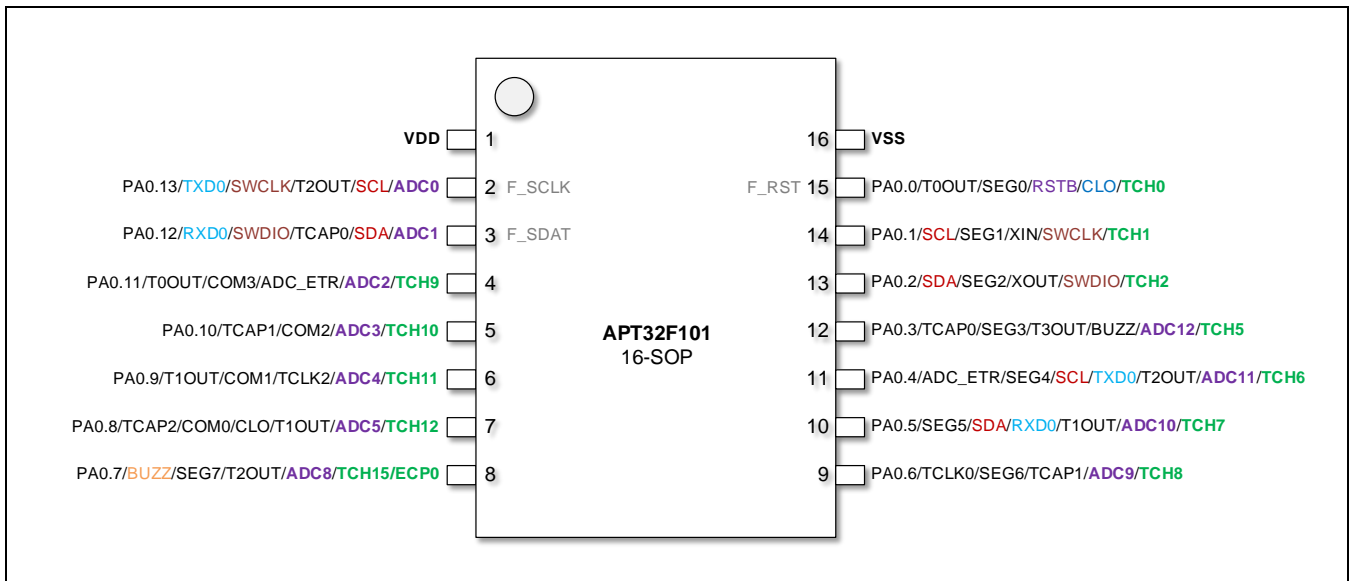 VDD 1 16 VSS
PA0.13/TXD0/SWCLK/T2OUT/SCL/ADC0 2 F_SCLK F_RST 15 PA0.0/T0OUT/SEG0/RSTB/CLO/TCH0
PA0.12/RXD0/SWDIO/TCAP0/SDA/ADC1 3 F_SDAT 14 PA0.1/SCL/SEG1/XIN/SWCLK/TCH1
PA0.11/T0OUT/COM3/ADC_ETR/ADC2/TCH9 4 13 PA0.2/SDA/SEG2/XOUT/SWDIO/TCH2
PA0.10/TCAP1/COM2/ADC3/TCH10 5 12 PA0.3/TCAP0/SEG3/T3OUT/BUZZ/ADC12/TCH5
APT32F101
16-SOP
PA0.9/T1OUT/COM1/TCLK2/ADC4/TCH11 6 11 PA0.4/ADC_ETR/SEG4/SCL/TXD0/T2OUT/ADC11/TCH6
PA0.8/TCAP2/COM0/CLO/T1OUT/ADC5/TCH12 7 10 PA0.5/SEG5/SDA/RXD0/T1OUT/ADC10/TCH7
PA0.7/BUZZ/SEG7/T2OUT/ADC8/TCH15/ECP0 8 9 PA0.6/TCLK0/SEG6/TCAP1/ADC9/TCH8